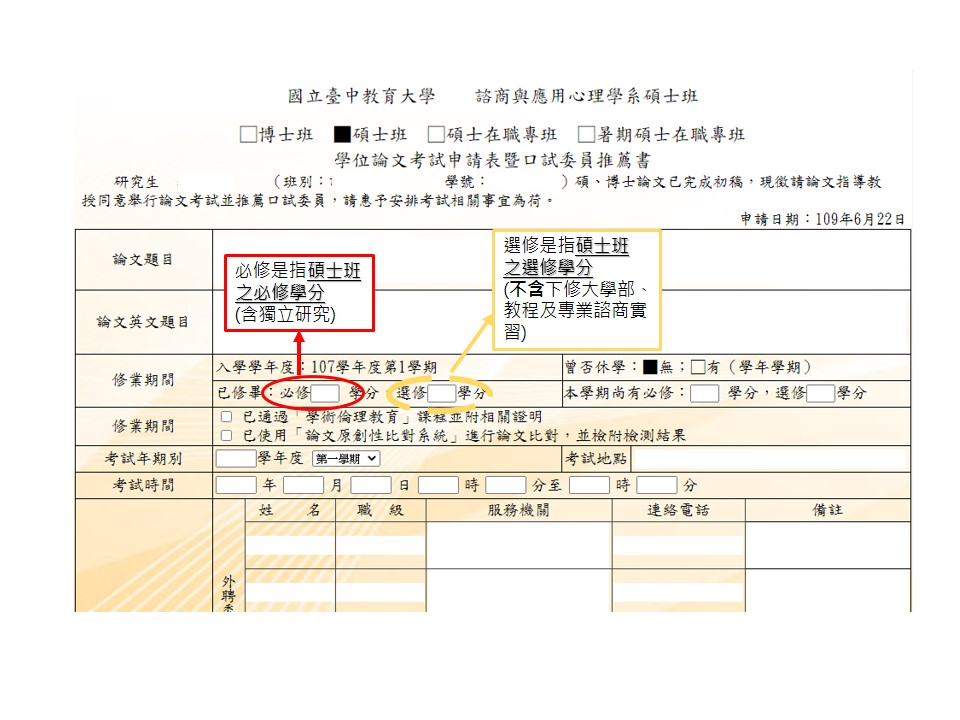 國立臺中教育大學 諮商與應用心理學系碩士班
□博士班 ■碩士班 □碩士在職專班 □暑期碩士在職專班
學位論文考試申請表暨口試委員推薦書
研究生 （班別： 學號： ）碩、博士論文已完成初稿，現徵請論文指導教
授同意舉行論文考試並推薦口試委員，請惠予安排考試相關事宜為荷。
申請日期：109年6月22日
論文題目
必修是指碩士班
之必修學分
(含獨立研究)
選修是指碩士班
之選修學分
(不含下修大學部、
教程及專業諮商實
習)
論文英文題目
修業期間
入學學年度：107學年度第1學期
曾否休學：■無；□有（學年學期）
已修畢：必修 學分 選修 學分
本學期尚有必修： 學分，選修 學分
修業期間
□ 已通過「學術倫理教育」課程並附相關證明
□ 已使用「論文原創性比對系統」進行論文比對，並檢附檢測結果
考試年期別
學年度 第一學期
考試地點
考試時間
年 月 日 時 分至 時 分
姓 名 職 級 服務機關 連絡電話 備註
外
聘